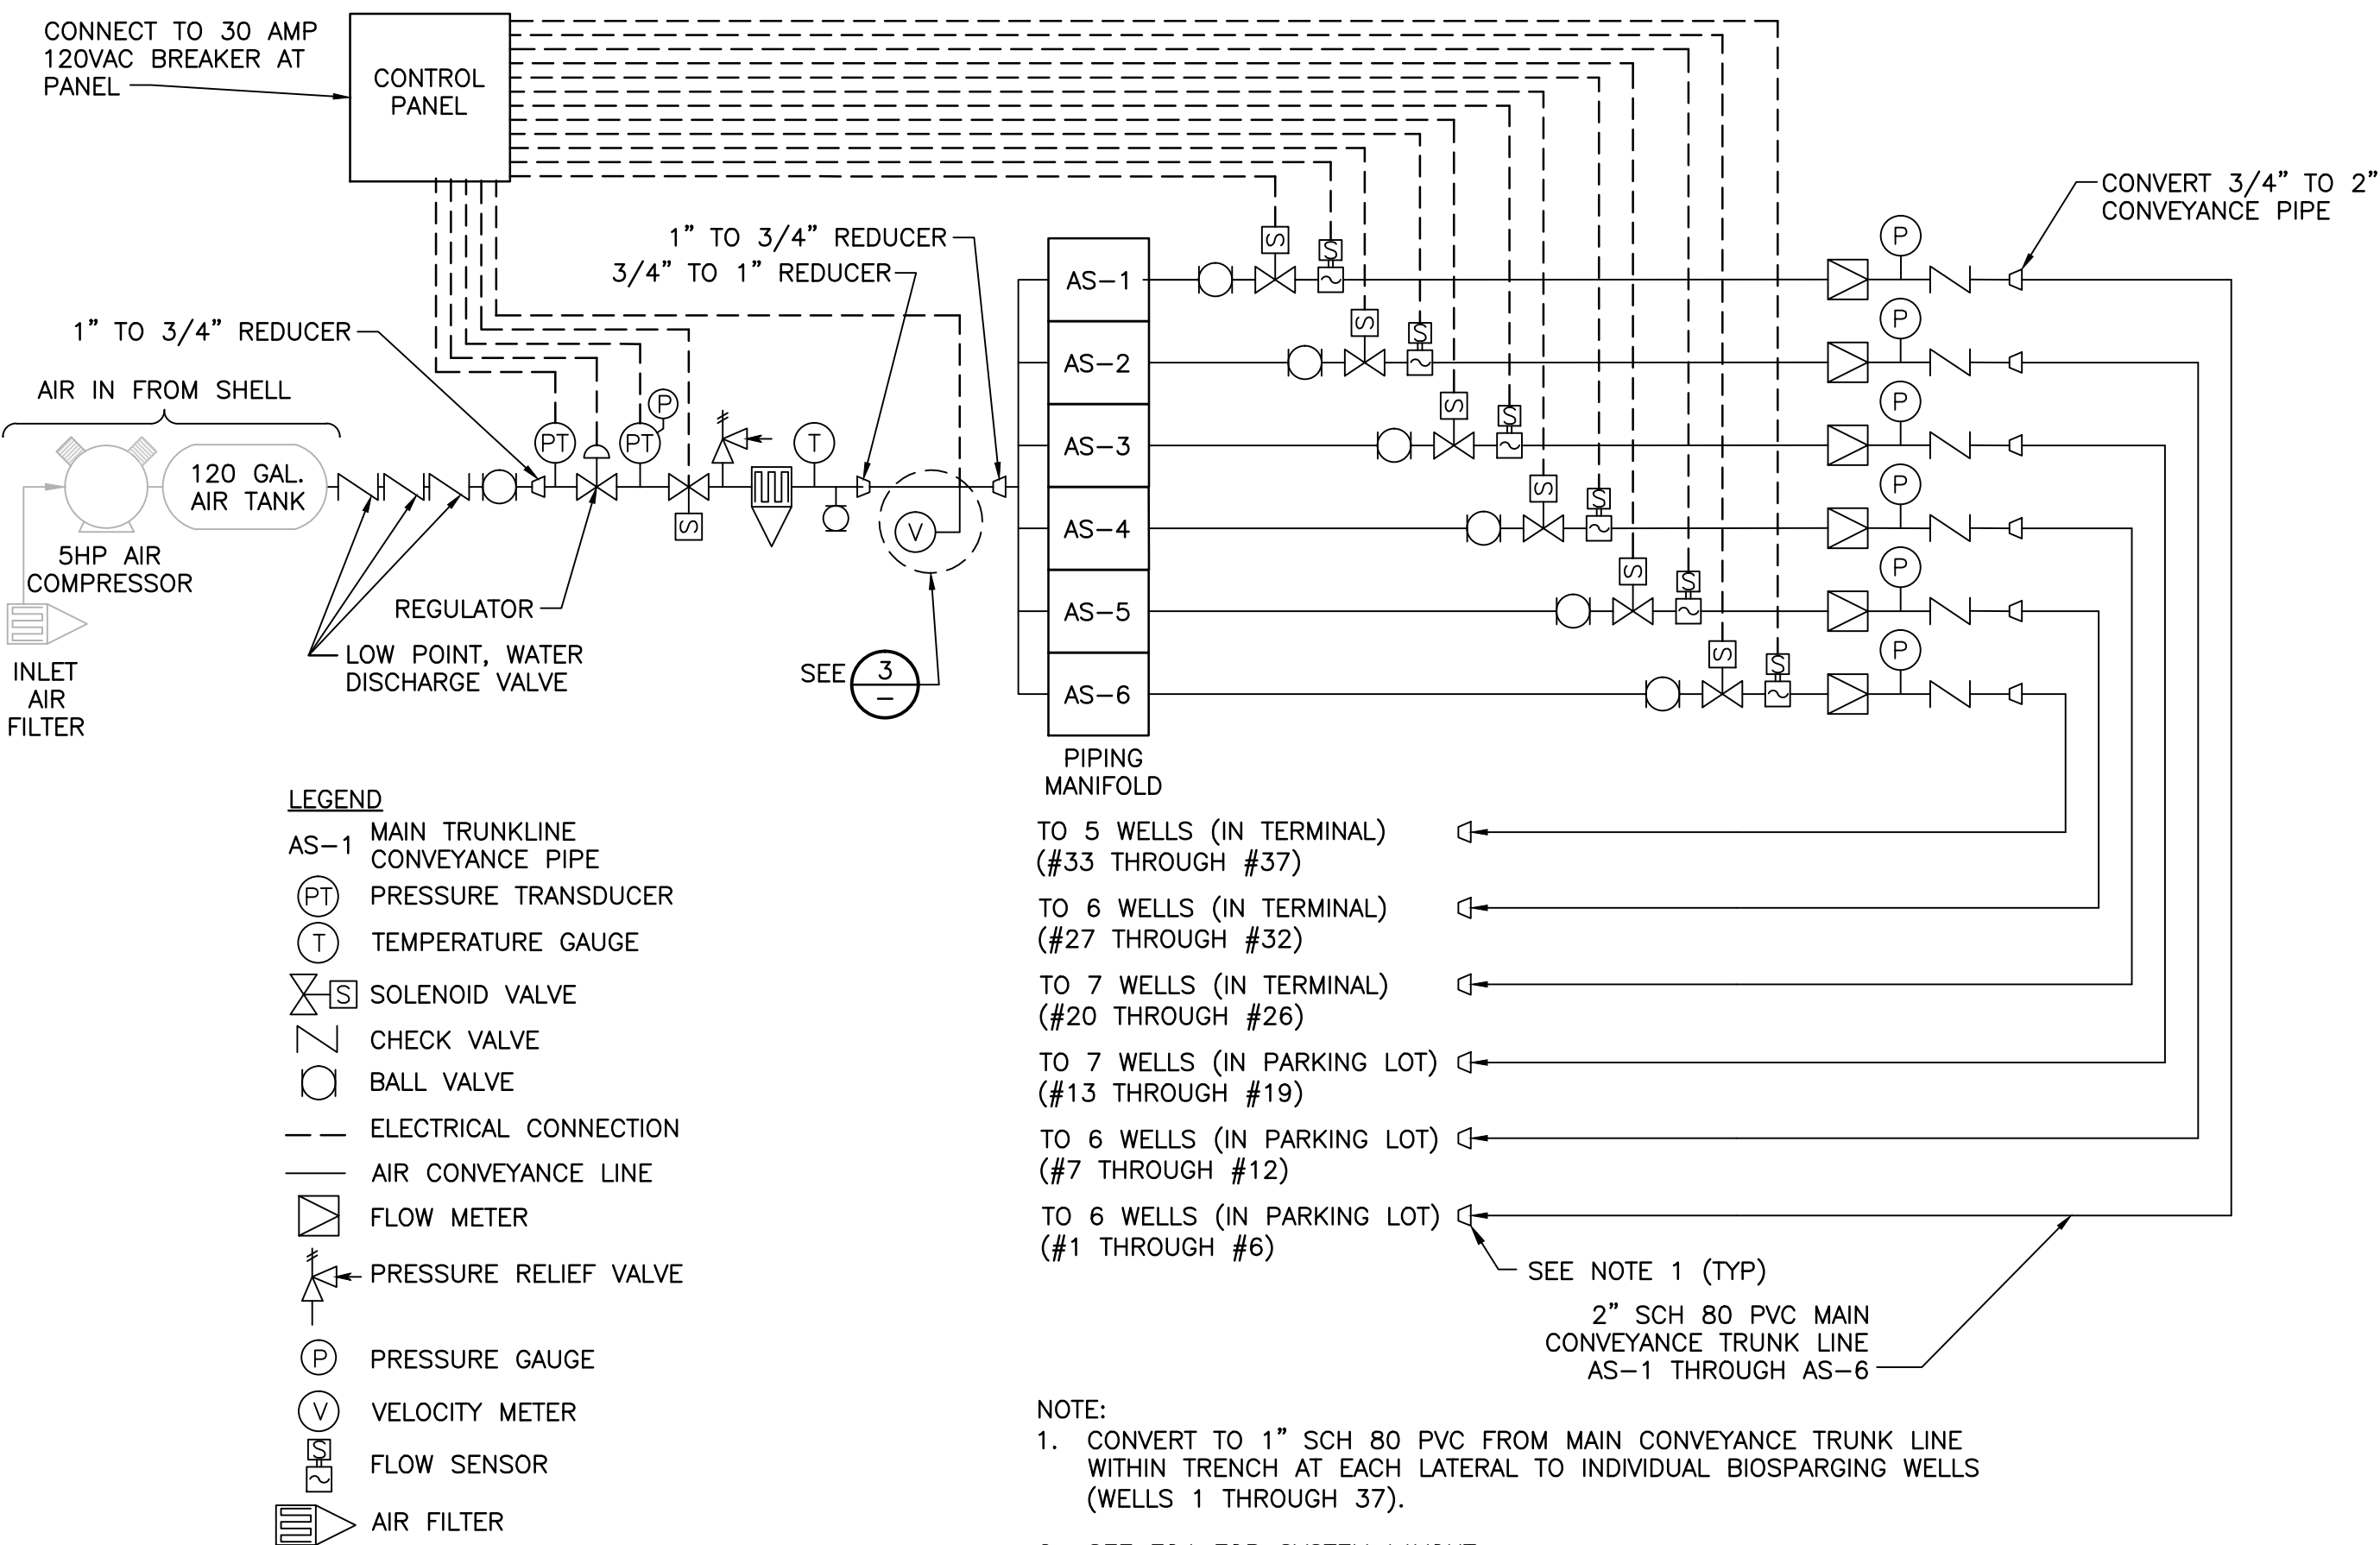 CONNECT TO 30 AMP
120VAC BREAKER AT
PANEL
CONTROL
PANEL
CONVERT 3/4” TO 2”
CONVEYANCE PIPE
1” TO 3/4” REDUCER
3/4” TO 1” REDUCER
1” TO 3/4” REDUCER
AIR IN FROM SHELL
120 GAL.
AIR TANK
5HP AIR
COMPRESSOR
INLET
AIR
FILTER
REGULATOR
LOW POINT, WATER
DISCHARGE VALVE
PT
PT
P
S
S
T
V
SEE
3
–
AS–1
S
S
P
AS–2
S
S
P
AS–3
S
S
P
AS–4
S
S
P
AS–5
S
S
P
AS–6
S
S
P
PIPING
MANIFOLD
LEGEND
AS–1
MAIN TRUNKLINE
CONVEYANCE PIPE
PT PRESSURE TRANSDUCER
T TEMPERATURE GAUGE
S SOLENOID VALVE
CHECK VALVE
BALL VALVE
ELECTRICAL CONNECTION
AIR CONVEYANCE LINE
FLOW METER
PRESSURE RELIEF VALVE
P PRESSURE GAUGE
V VELOCITY METER
S FLOW SENSOR
AIR FILTER
TO 5 WELLS (IN TERMINAL)
(#33 THROUGH #37)
TO 6 WELLS (IN TERMINAL)
(#27 THROUGH #32)
TO 7 WELLS (IN TERMINAL)
(#20 THROUGH #26)
TO 7 WELLS (IN PARKING LOT)
(#13 THROUGH #19)
TO 6 WELLS (IN PARKING LOT)
(#7 THROUGH #12)
TO 6 WELLS (IN PARKING LOT)
(#1 THROUGH #6)
SEE NOTE 1 (TYP)
2” SCH 80 PVC MAIN
CONVEYANCE TRUNK LINE
AS–1 THROUGH AS–6
NOTE:
1. CONVERT TO 1” SCH 80 PVC FROM MAIN CONVEYANCE TRUNK LINE
WITHIN TRENCH AT EACH LATERAL TO INDIVIDUAL BIOSPARGING WELLS
(WELLS 1 THROUGH 37).